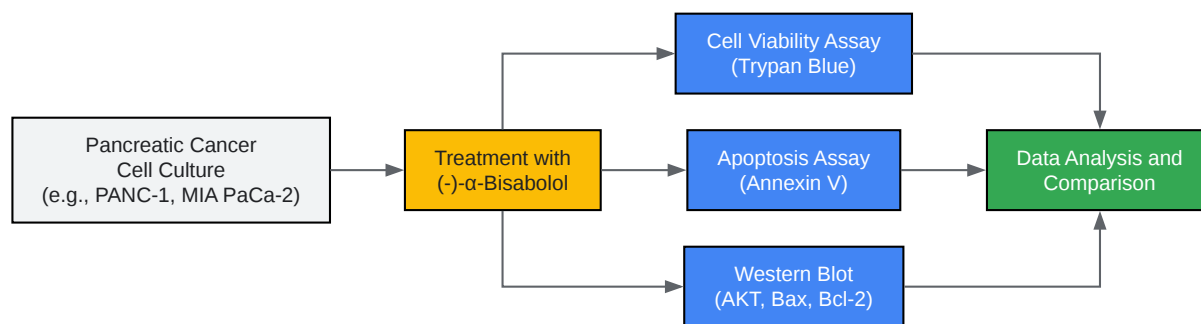 Pancreatic Cancer
Cell Culture
(e.g., PANC-1, MIA PaCa-2)
Treatment with
(-)-α-Bisabolol
Cell Viability Assay
(Trypan Blue)
Apoptosis Assay
(Annexin V)
Western Blot
(AKT, Bax, Bcl-2)
Data Analysis and
Comparison